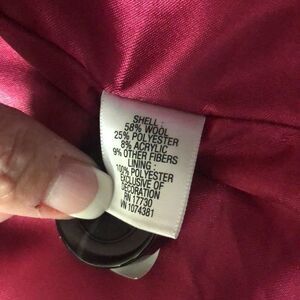 SHELL :
58% WOOL
25% POLYESTER
8% ACRYLIC
9% OTHER FIBERS
LINING :
100% POLYESTER
EXCLUSIVE OF
DECORATION
RN 17730
VN 1074381